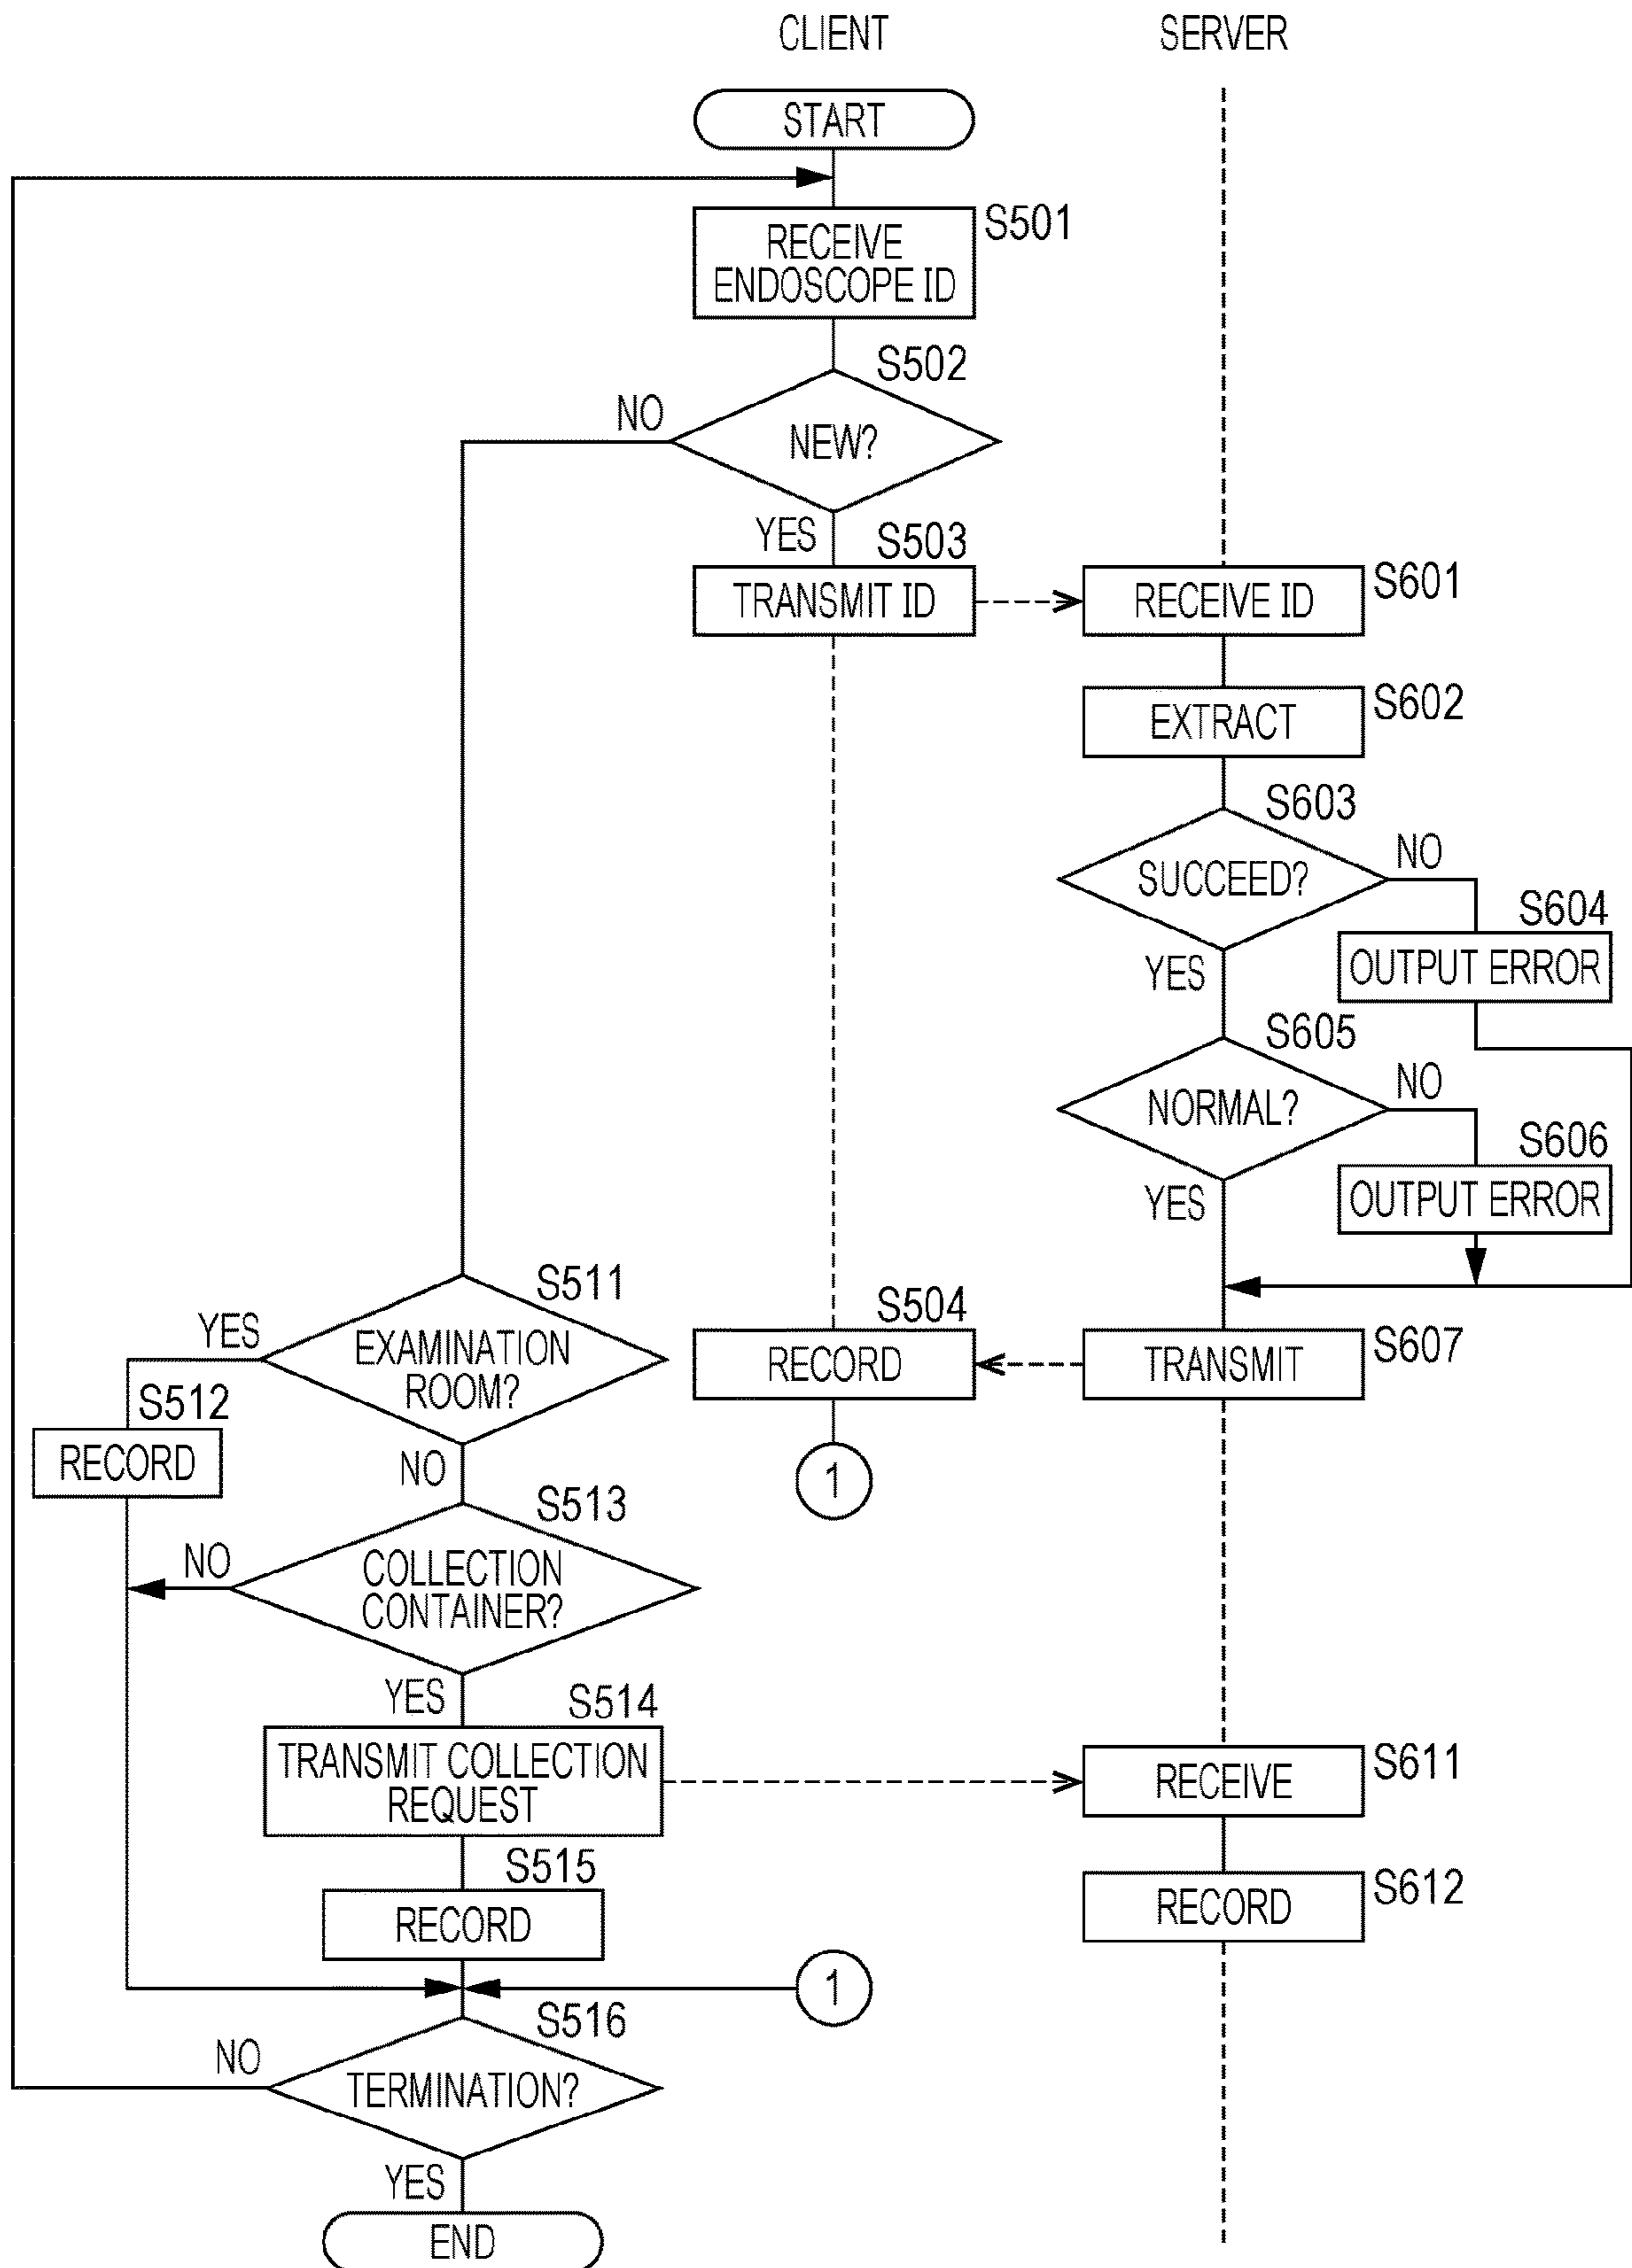 CLIENT
SERVER
START
S501
RECEIVE
ENDOSCOPE ID
S502
NO
NEW?
YES
S503
TRANSMIT ID
S601
RECEIVE ID
S602
EXTRACT
S603
SUCCEED?
NO
S604
OUTPUT ERROR
YES
S605
NORMAL?
NO
S606
OUTPUT ERROR
YES
S511
YES
EXAMINATION
ROOM?
S504
RECORD
S607
TRANSMIT
S512
RECORD
NO
1
S513
NO
COLLECTION
CONTAINER?
YES
S514
TRANSMIT COLLECTION
REQUEST
S611
RECEIVE
S515
RECORD
S612
RECORD
1
S516
NO
TERMINATION?
YES
END